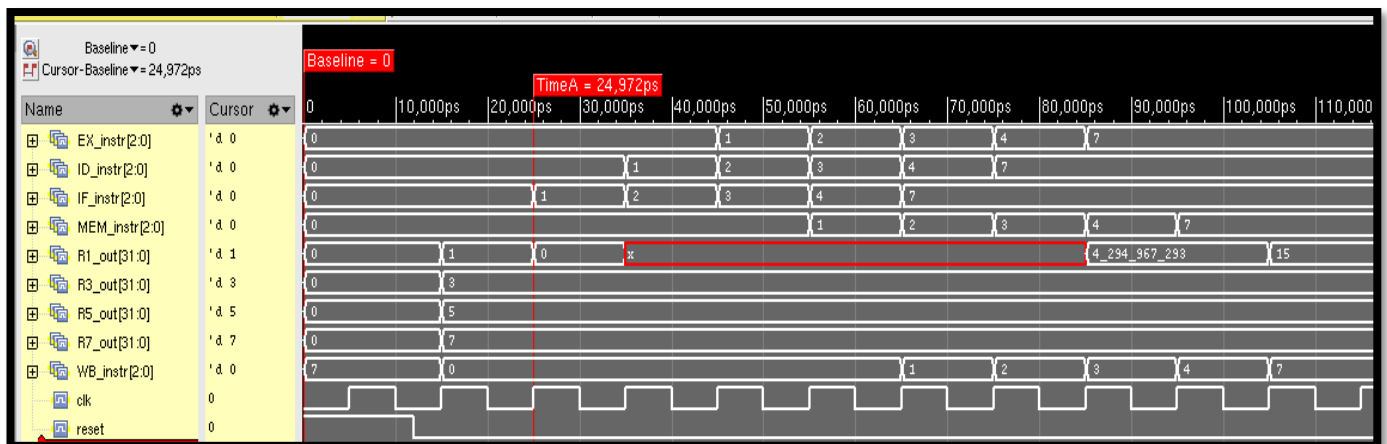 Baseline▼= 0
Cursor-Baseline▼= 24,972ps
Baseline = 0
TimeA = 24,972ps
Name Cursor 0 10,000ps 20,000ps 30,000ps 40,000ps 50,000ps 60,000ps 70,000ps 80,000ps 90,000ps 100,000ps 110,000
EX_instr[2:0] 'd 0 0 1 2 3 4 7
ID_instr[2:0] 'd 0 0 1 2 3 4 7
IF_instr[2:0] 'd 0 0 1 2 3 4 7
MEM_instr[2:0] 'd 0 0 1 2 3 4 7
R1_out[31:0] 'd 1 0 1 0 x 4_294_967_293 15
R3_out[31:0] 'd 3 0 3
R5_out[31:0] 'd 5 0 5
R7_out[31:0] 'd 7 0 7
WB_instr[2:0] 'd 0 7 0 1 2 3 4 7
clk 0
reset 0